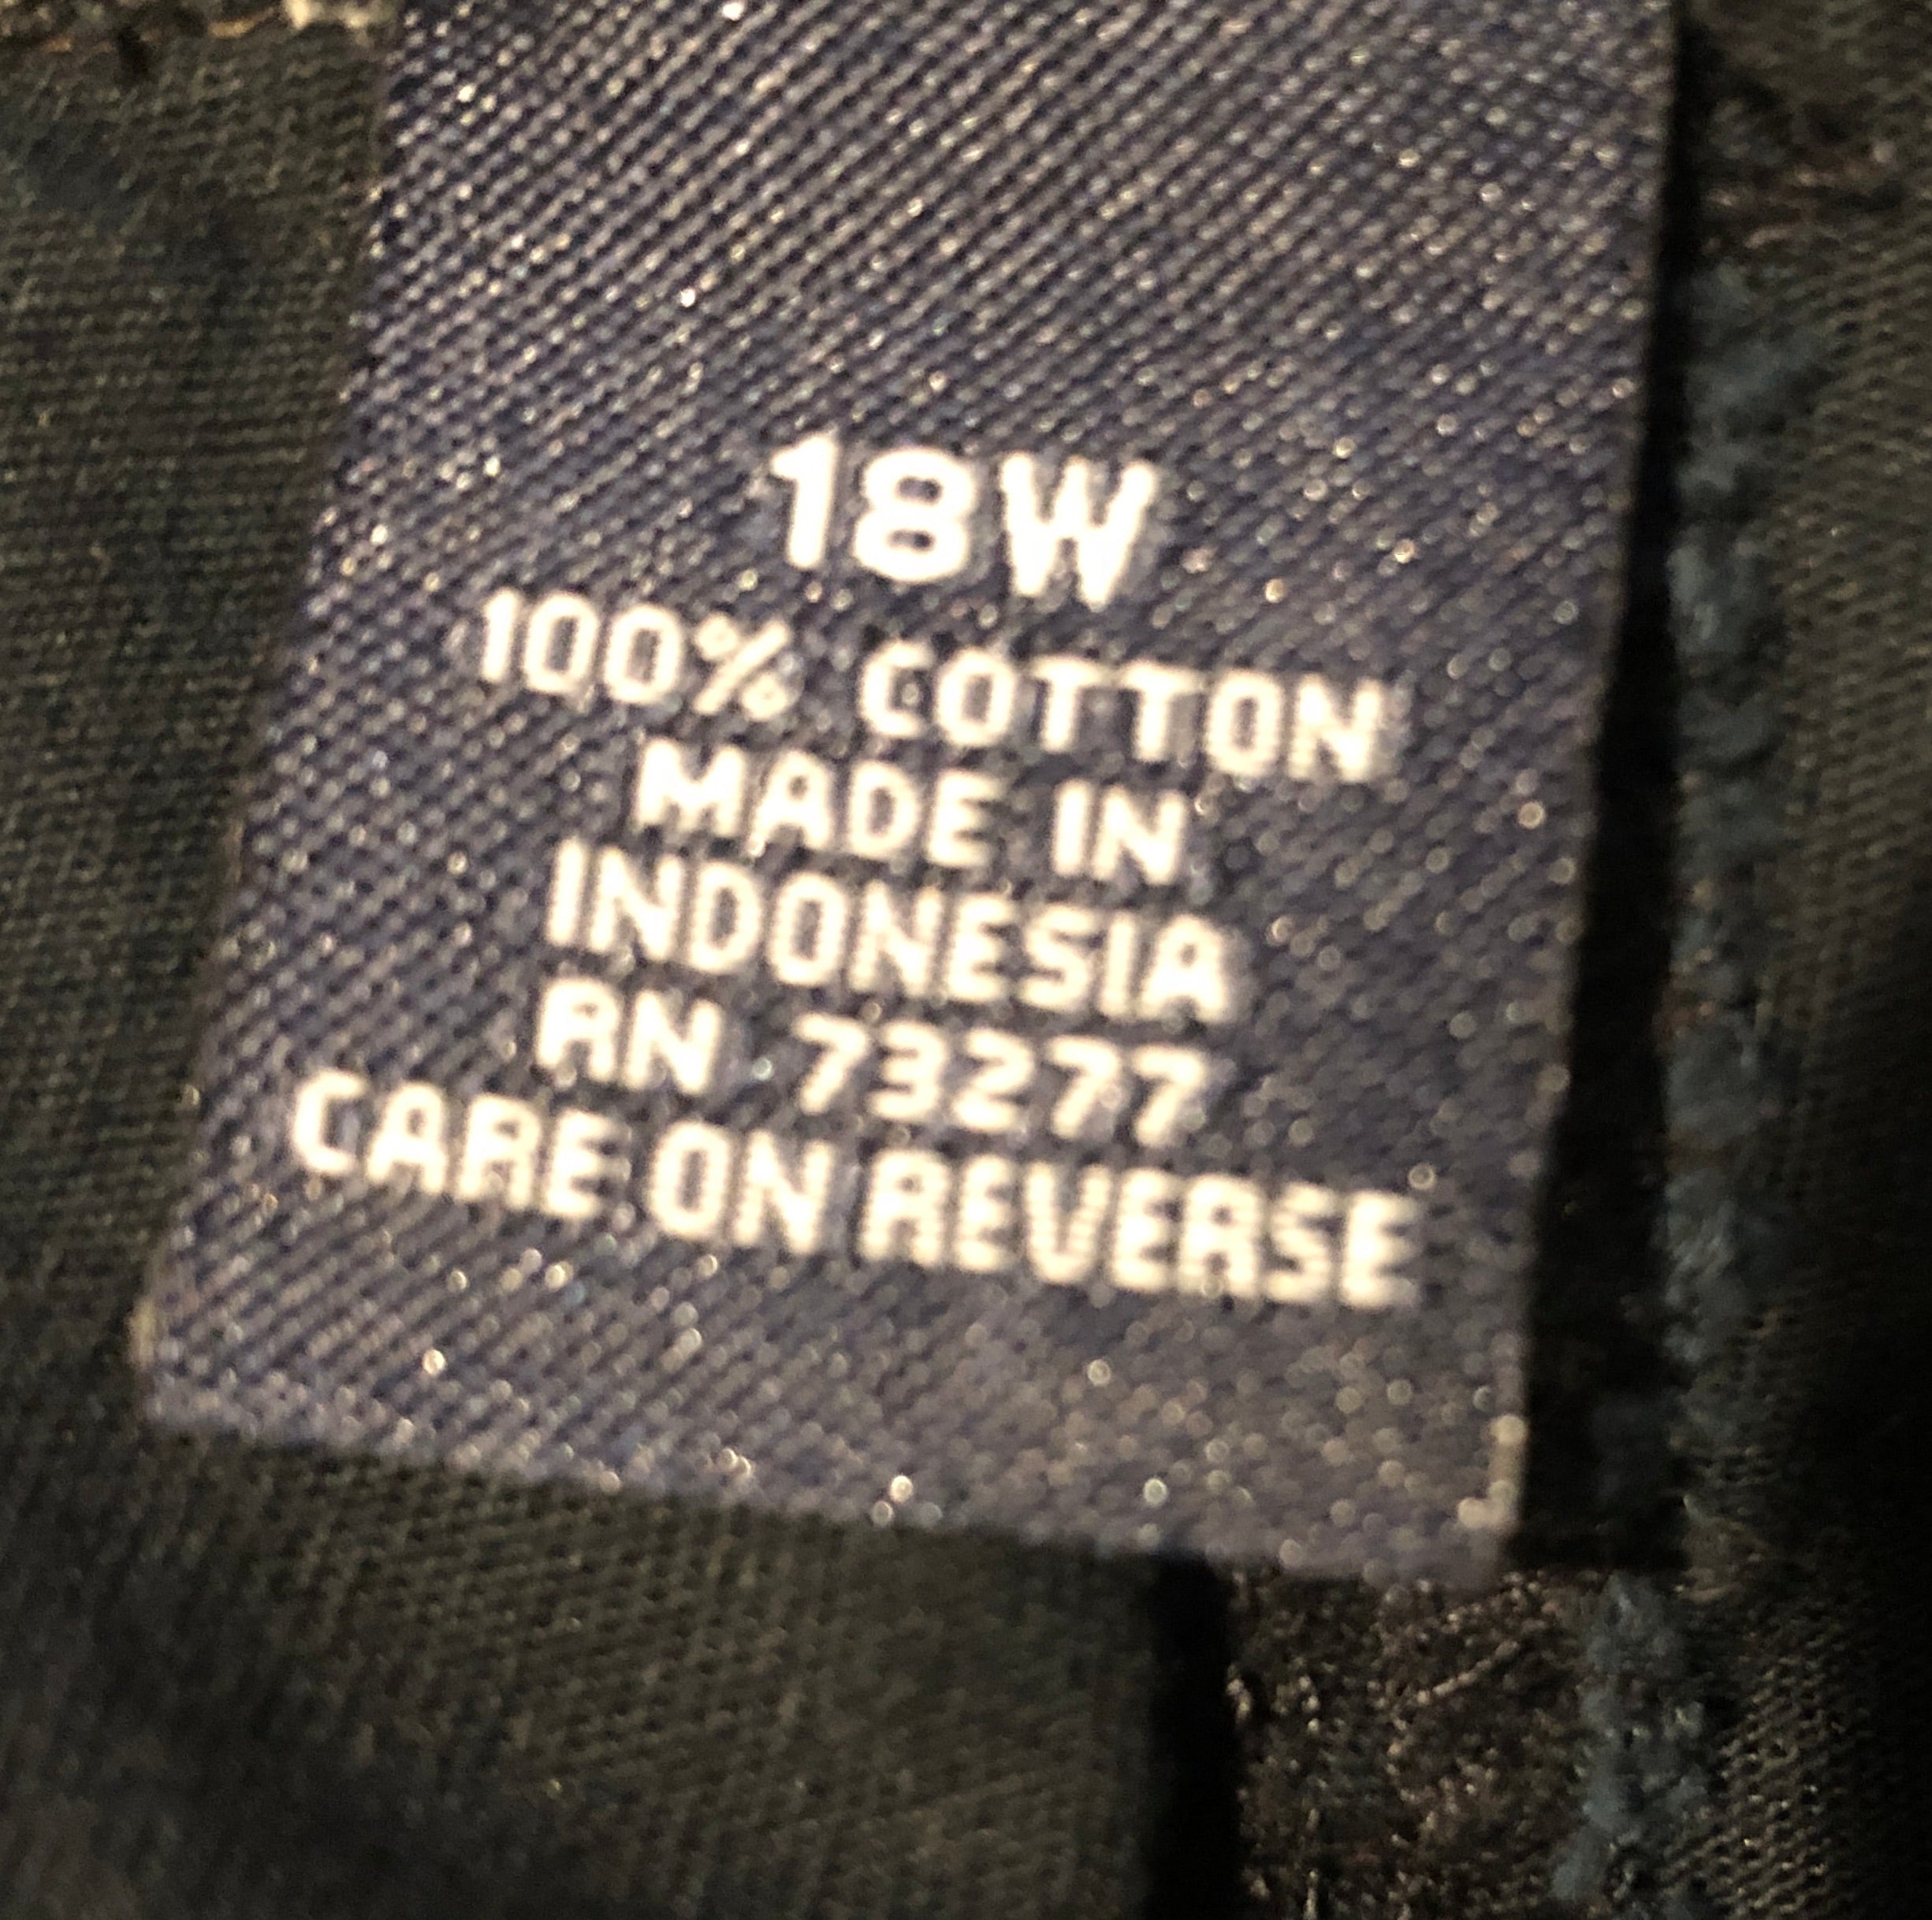 18W
100% COTTON
MADE IN
INDONESIA
RN 73277
CARE ON REVERSE